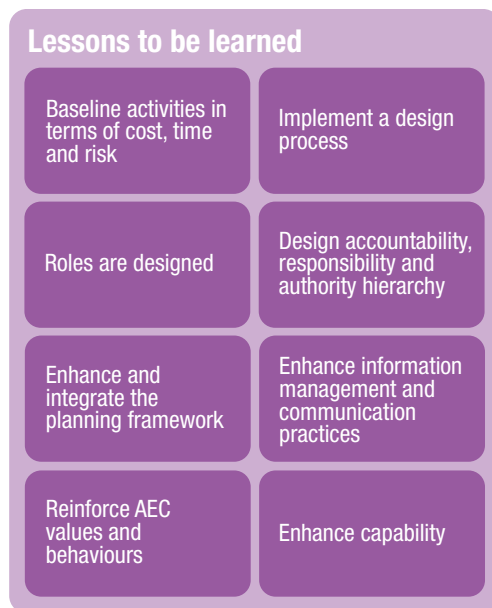 Lessons to be learned
Baseline activities in
terms of cost, time
and risk
Implement a design
process
Roles are designed
Design accountability,
responsibility and
authority hierarchy
Enhance and
integrate the
planning framework
Enhance information
management and
communication
practices
Reinforce AEC
values and
behaviours
Enhance capability